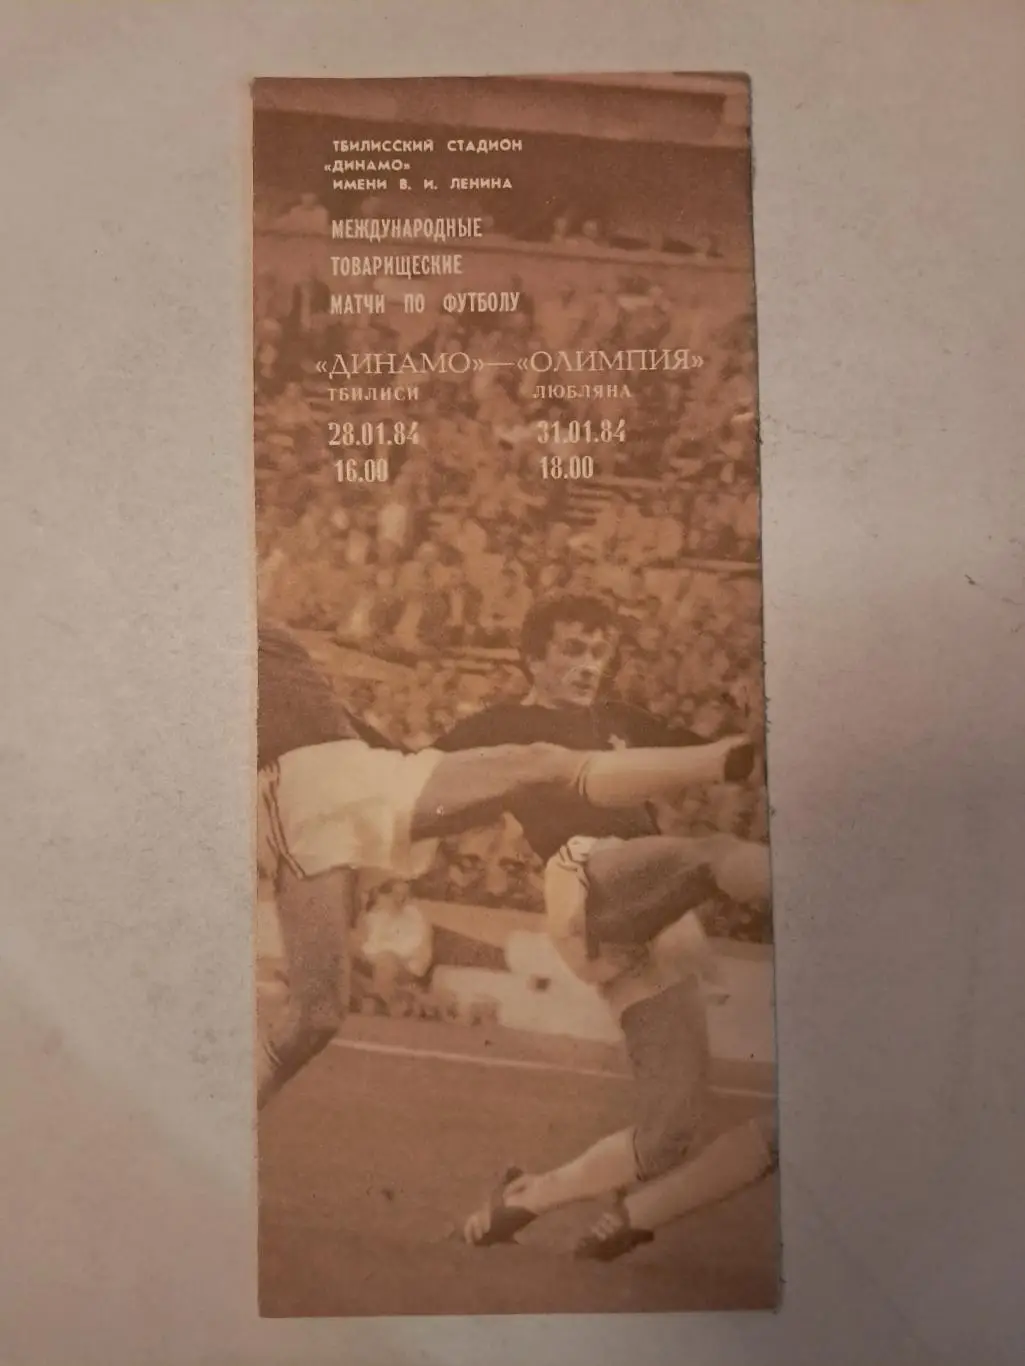 ТБИЛИССКИЙ СТАДИОН
«ДИНАМО»
ИМЕНИ В. И. ЛЕНИНА
МЕЖДУНАРОДНЫЕ
ТОВАРИЩЕСКИЕ
МАТЧИ ПО ФУТБОЛУ
«ДИНАМО»—«ОЛИМПИЯ»
ТБИЛИСИ ЛЮБЛЯНА
28.01.84 31.01.84
16.00 18.00